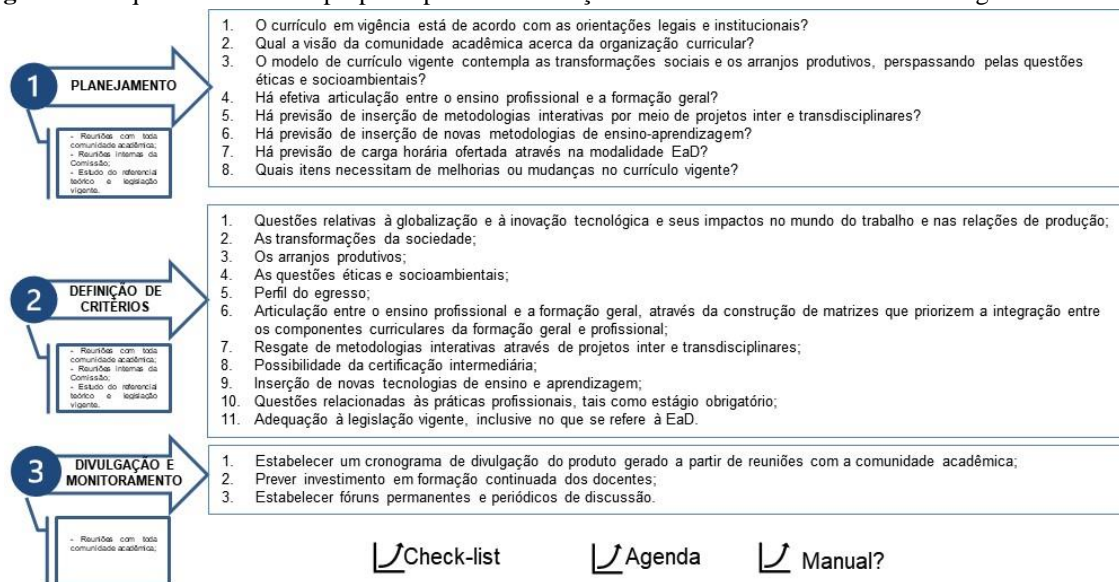 1. O currículo em vigência está de acordo com as orientações legais e institucionais?
2. Qual a visão da comunidade acadêmica acerca da organização curricular?
3. O modelo de currículo vigente contempla as transformações sociais e os arranjos produtivos, perspassando pelas questões
éticas e socioambientais?
4. Há efetiva articulação entre o ensino profissional e a formação geral?
5. Há previsão de inserção de metodologias interativas por meio de projetos inter e transdisciplinares?
6. Há previsão de inserção de novas metodologias de ensino-aprendizagem?
7. Há previsão de carga horária ofertada através na modalidade EaD?
8. Quais itens necessitam de melhorias ou mudanças no currículo vigente?
1
PLANEJAMENTO
- Reuniões com toda
comunidade acadêmica;
- Reuniões internas da
Comissão;
- Estudo do referencial
teórico e legislação
vigente.
1. Questões relativas à globalização e à inovação tecnológica e seus impactos no mundo do trabalho e nas relações de produção;
2. As transformações da sociedade;
3. Os arranjos produtivos;
4. As questões éticas e socioambientais;
5. Perfil do egresso;
6. Articulação entre o ensino profissional e a formação geral, através da construção de matrizes que priorizem a integração entre
os componentes curriculares da formação geral e profissional;
7. Resgate de metodologias interativas através de projetos inter e transdisciplinares;
8. Possibilidade da certificação intermediária;
9. Inserção de novas tecnologias de ensino e aprendizagem;
10. Questões relacionadas às práticas profissionais, tais como estágio obrigatório;
11. Adequação à legislação vigente, inclusive no que se refere à EaD.
2
DEFINIÇÃO DE
CRITÉRIOS
- Reuniões com toda
comunidade acadêmica;
- Reuniões internas da
Comissão;
- Estudo do referencial
teórico e legislação
vigente.
3
DIVULGAÇÃO E
MONITORAMENTO
1. Estabelecer um cronograma de divulgação do produto gerado a partir de reuniões com a comunidade acadêmica;
2. Prever investimento em formação continuada dos docentes;
3. Estabelecer fóruns permanentes e periódicos de discussão.
- Reuniões com toda
comunidade acadêmica;
Check-list Agenda Manual?